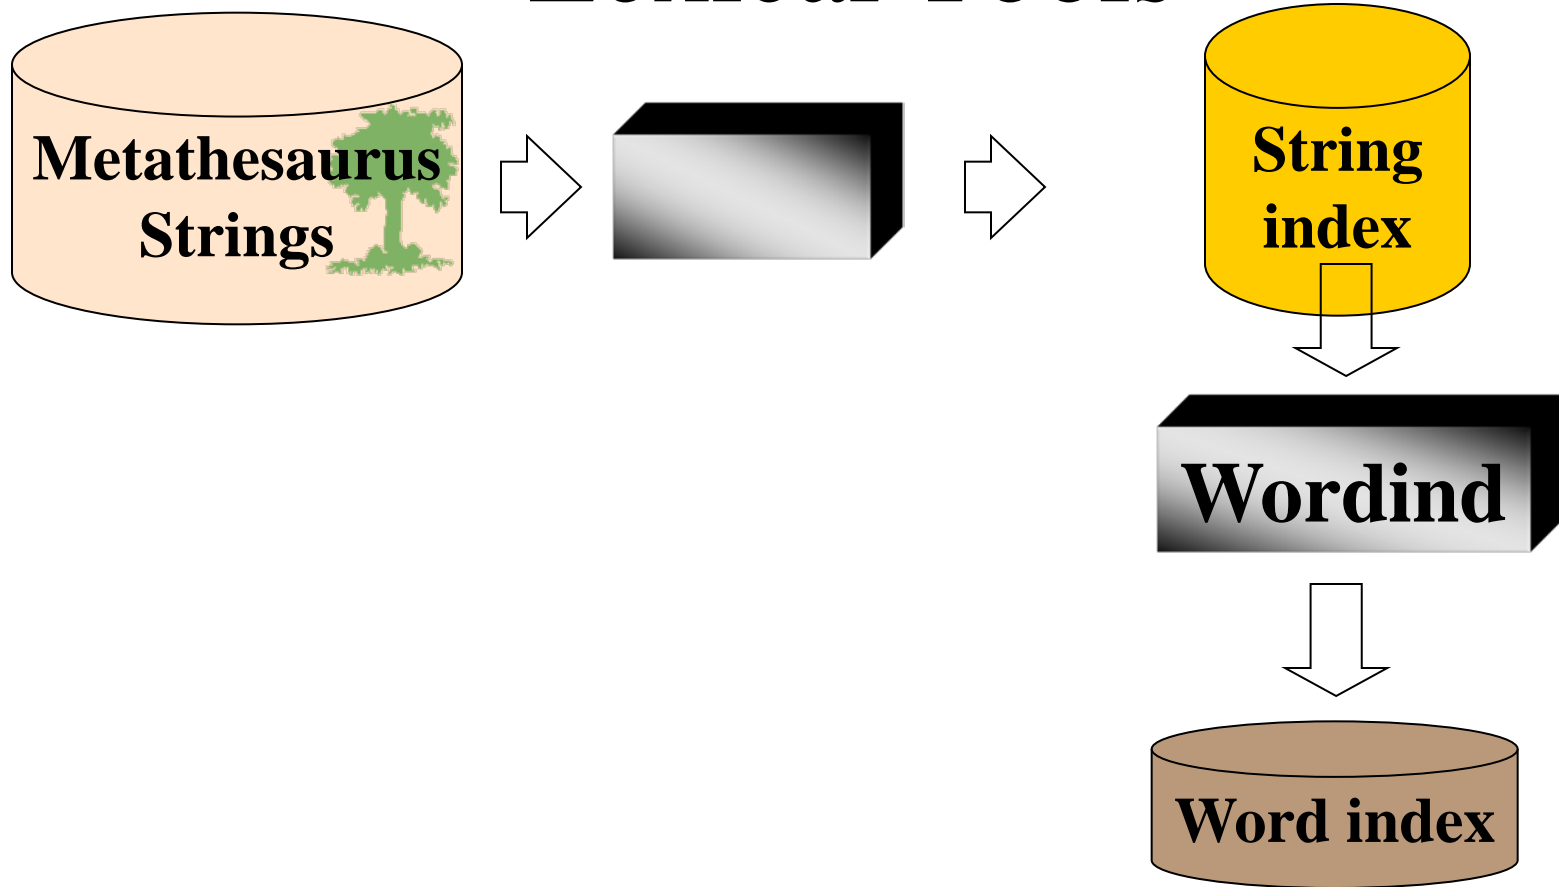 Metathesaurus
Strings
String
index
Wordind
Word index